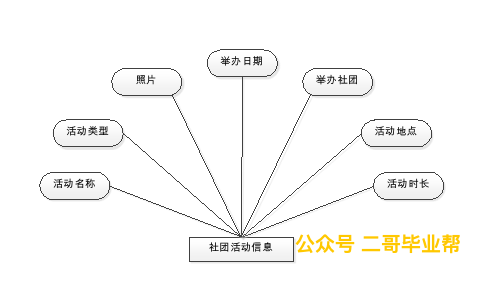 举办日期
照片
举办社团
活动类型
活动地点
活动名称
活动时长
社团活动信息
公众号 二哥毕业帮